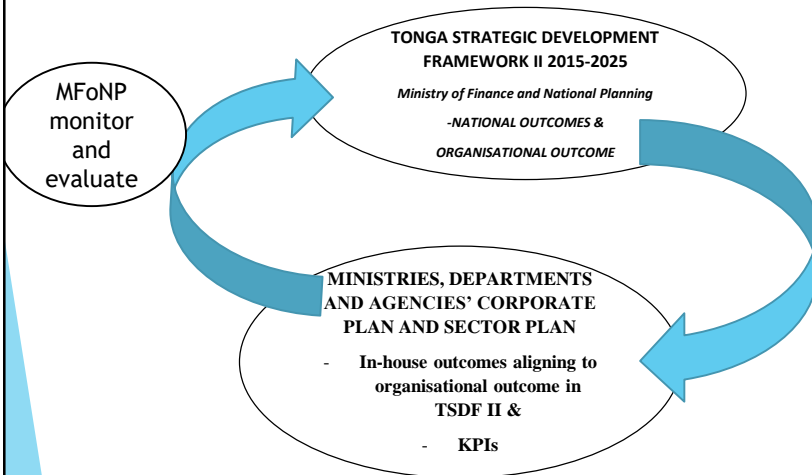 MFoNP
monitor
and
evaluate
TONGA STRATEGIC DEVELOPMENT
FRAMEWORK II 2015-2025
Ministry of Finance and National Planning
-NATIONAL OUTCOMES &
ORGANISATIONAL OUTCOME
MINISTRIES, DEPARTMENTS
AND AGENCIES' CORPORATE
PLAN AND SECTOR PLAN
- In-house outcomes aligning to
organisational outcome in
TSDF II &
- KPIs